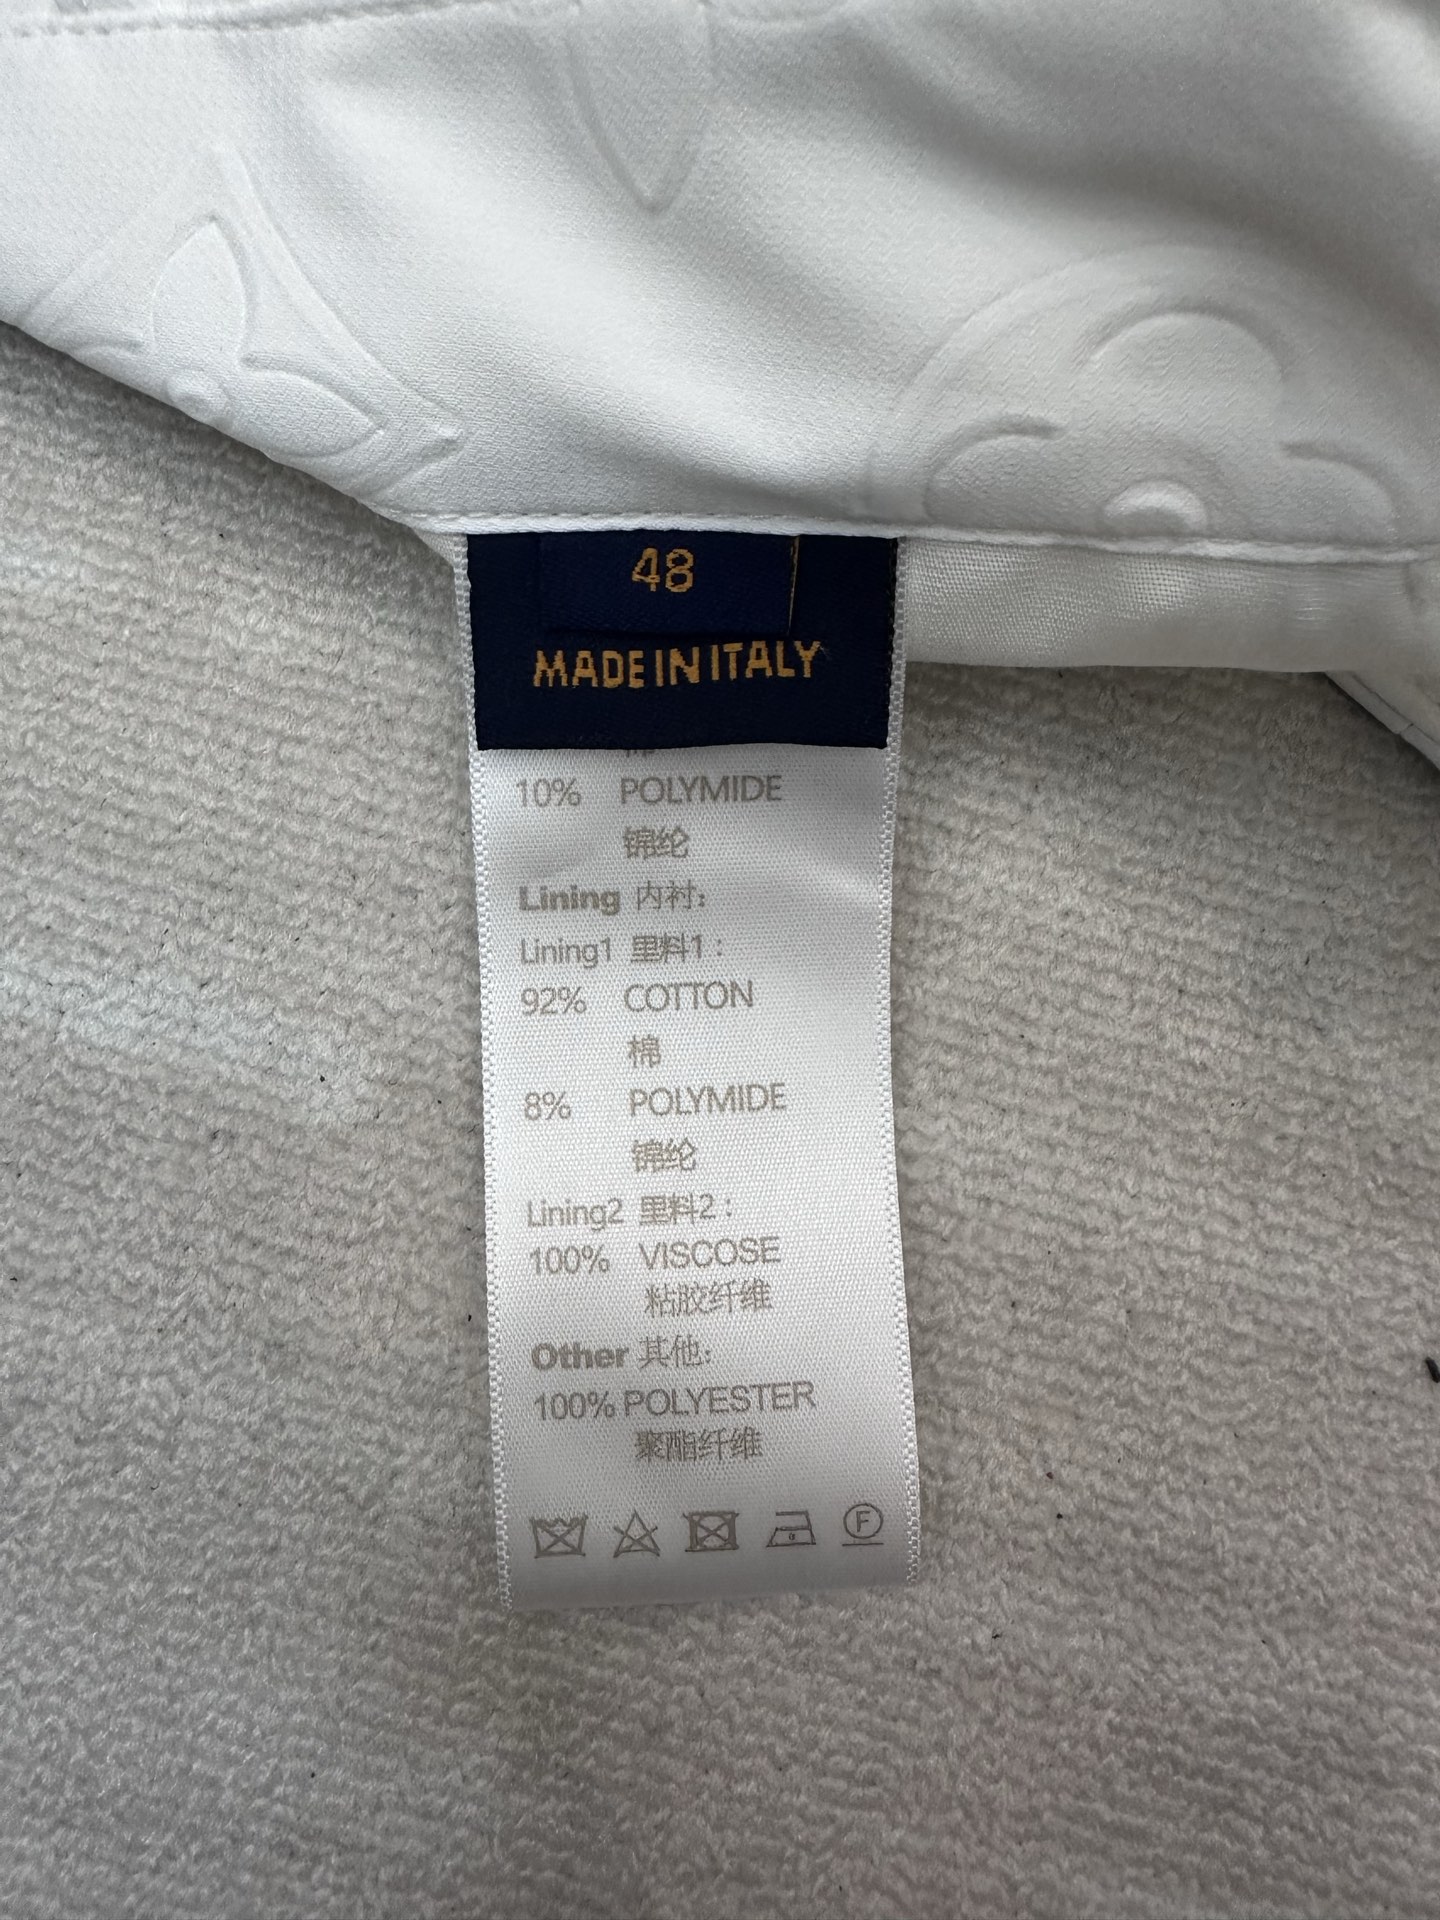 48
MADE IN ITALY
10% POLYMIDE
锦纶
Lining 内衬:
Lining1 里料1:
92% COTTON
棉
8% POLYMIDE
锦纶
Lining2 里料2:
100% VISCOSE
粘胶纤维
Other 其他:
100% POLYESTER
聚酯纤维
F